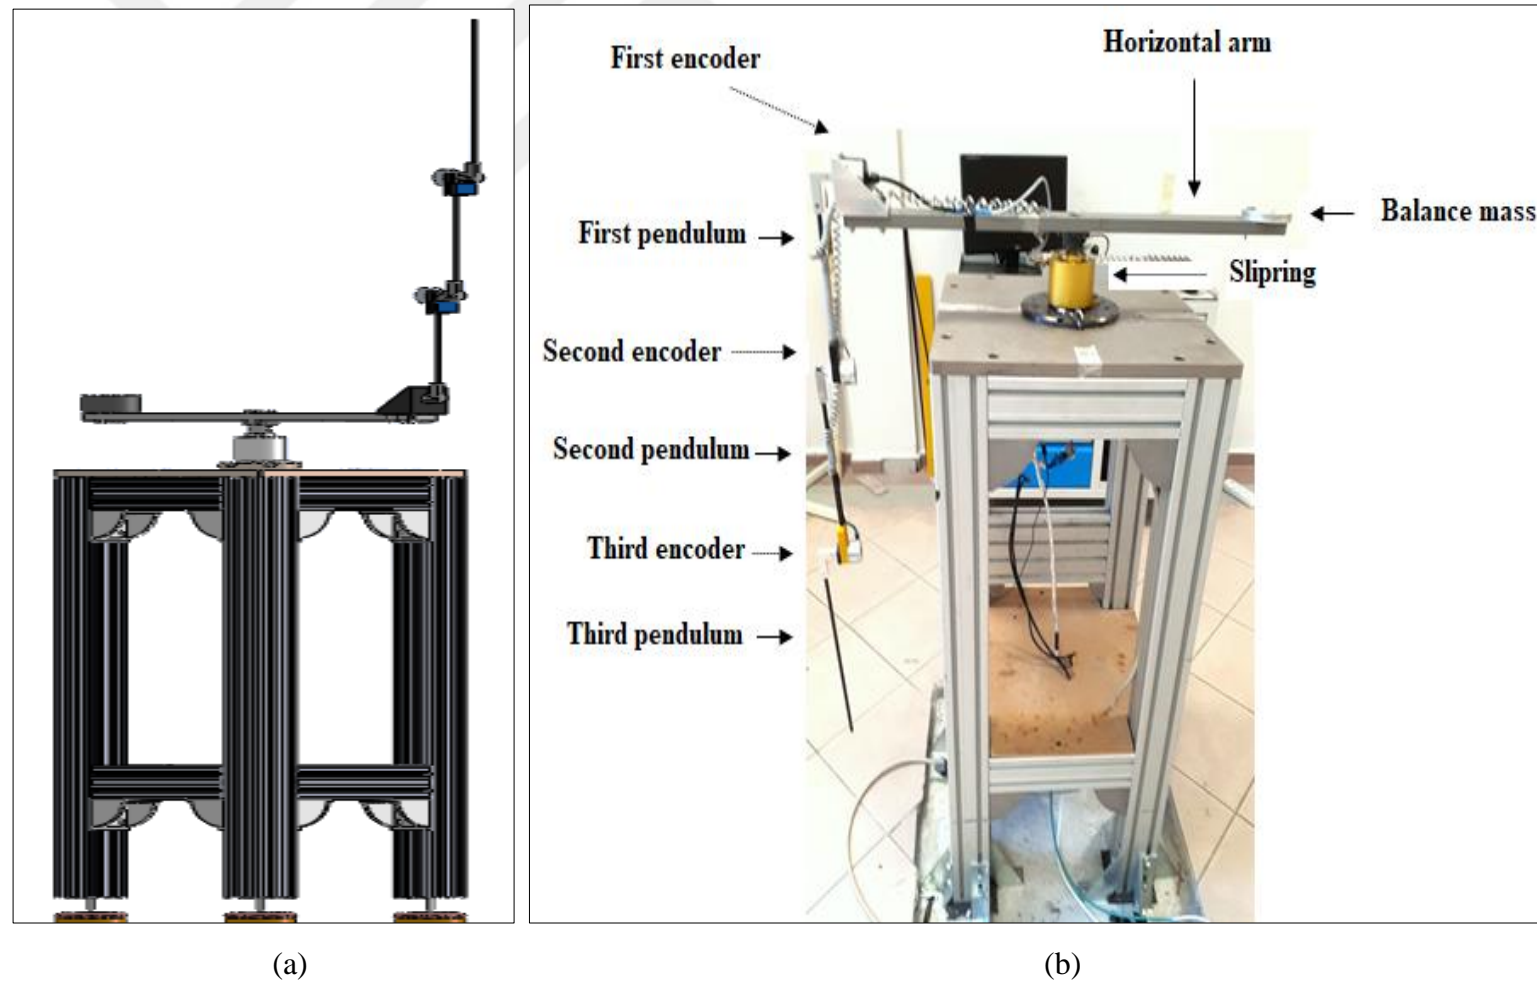 First encoder
Horizontal arm
Balance mass
First pendulum
Slipring
Second encoder
Second pendulum
Third encoder
Third pendulum
(a)
(b)